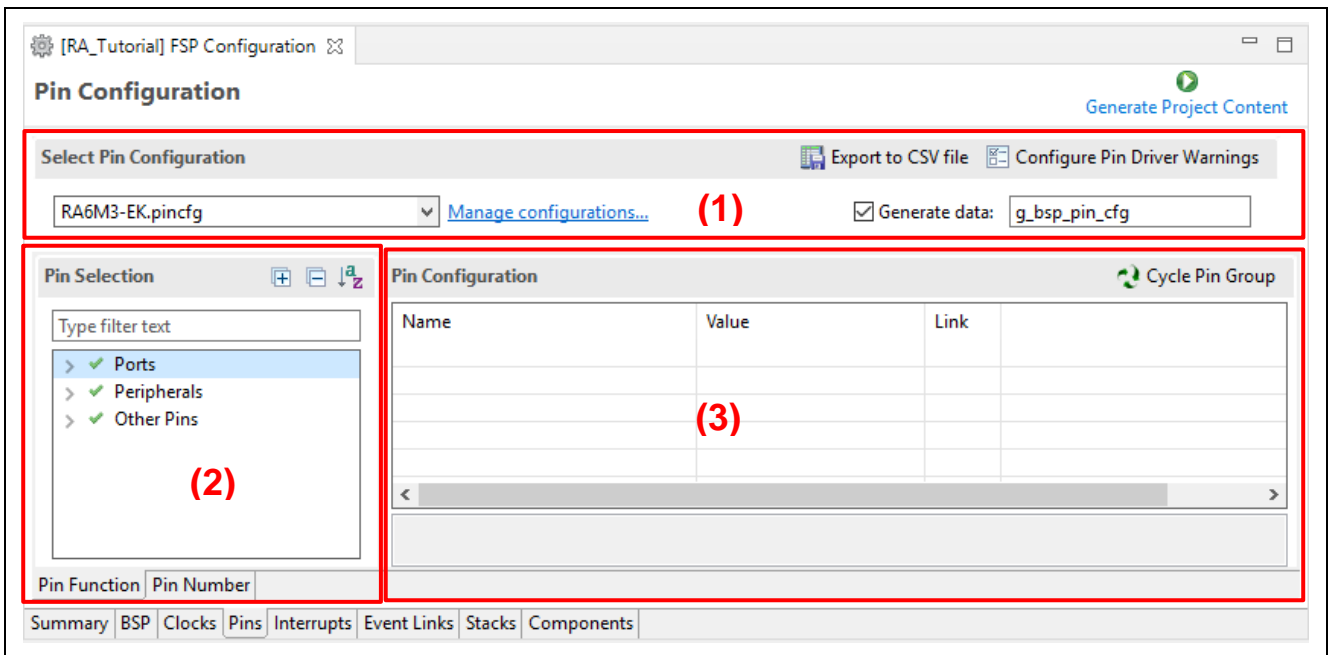 [RA_Tutorial] FSP Configuration
Pin Configuration
Generate Project Content
Select Pin Configuration Export to CSV file Configure Pin Driver Warnings
RA6M3-EK.pincfg Manage configurations... (1) Generate data: g_bsp_pin_cfg
Pin Selection Pin Configuration Cycle Pin Group
Type filter text Name Value Link
Ports
Peripherals
Other Pins
(3)
(2)
Pin Function Pin Number
Summary BSP Clocks Pins Interrupts Event Links Stacks Components